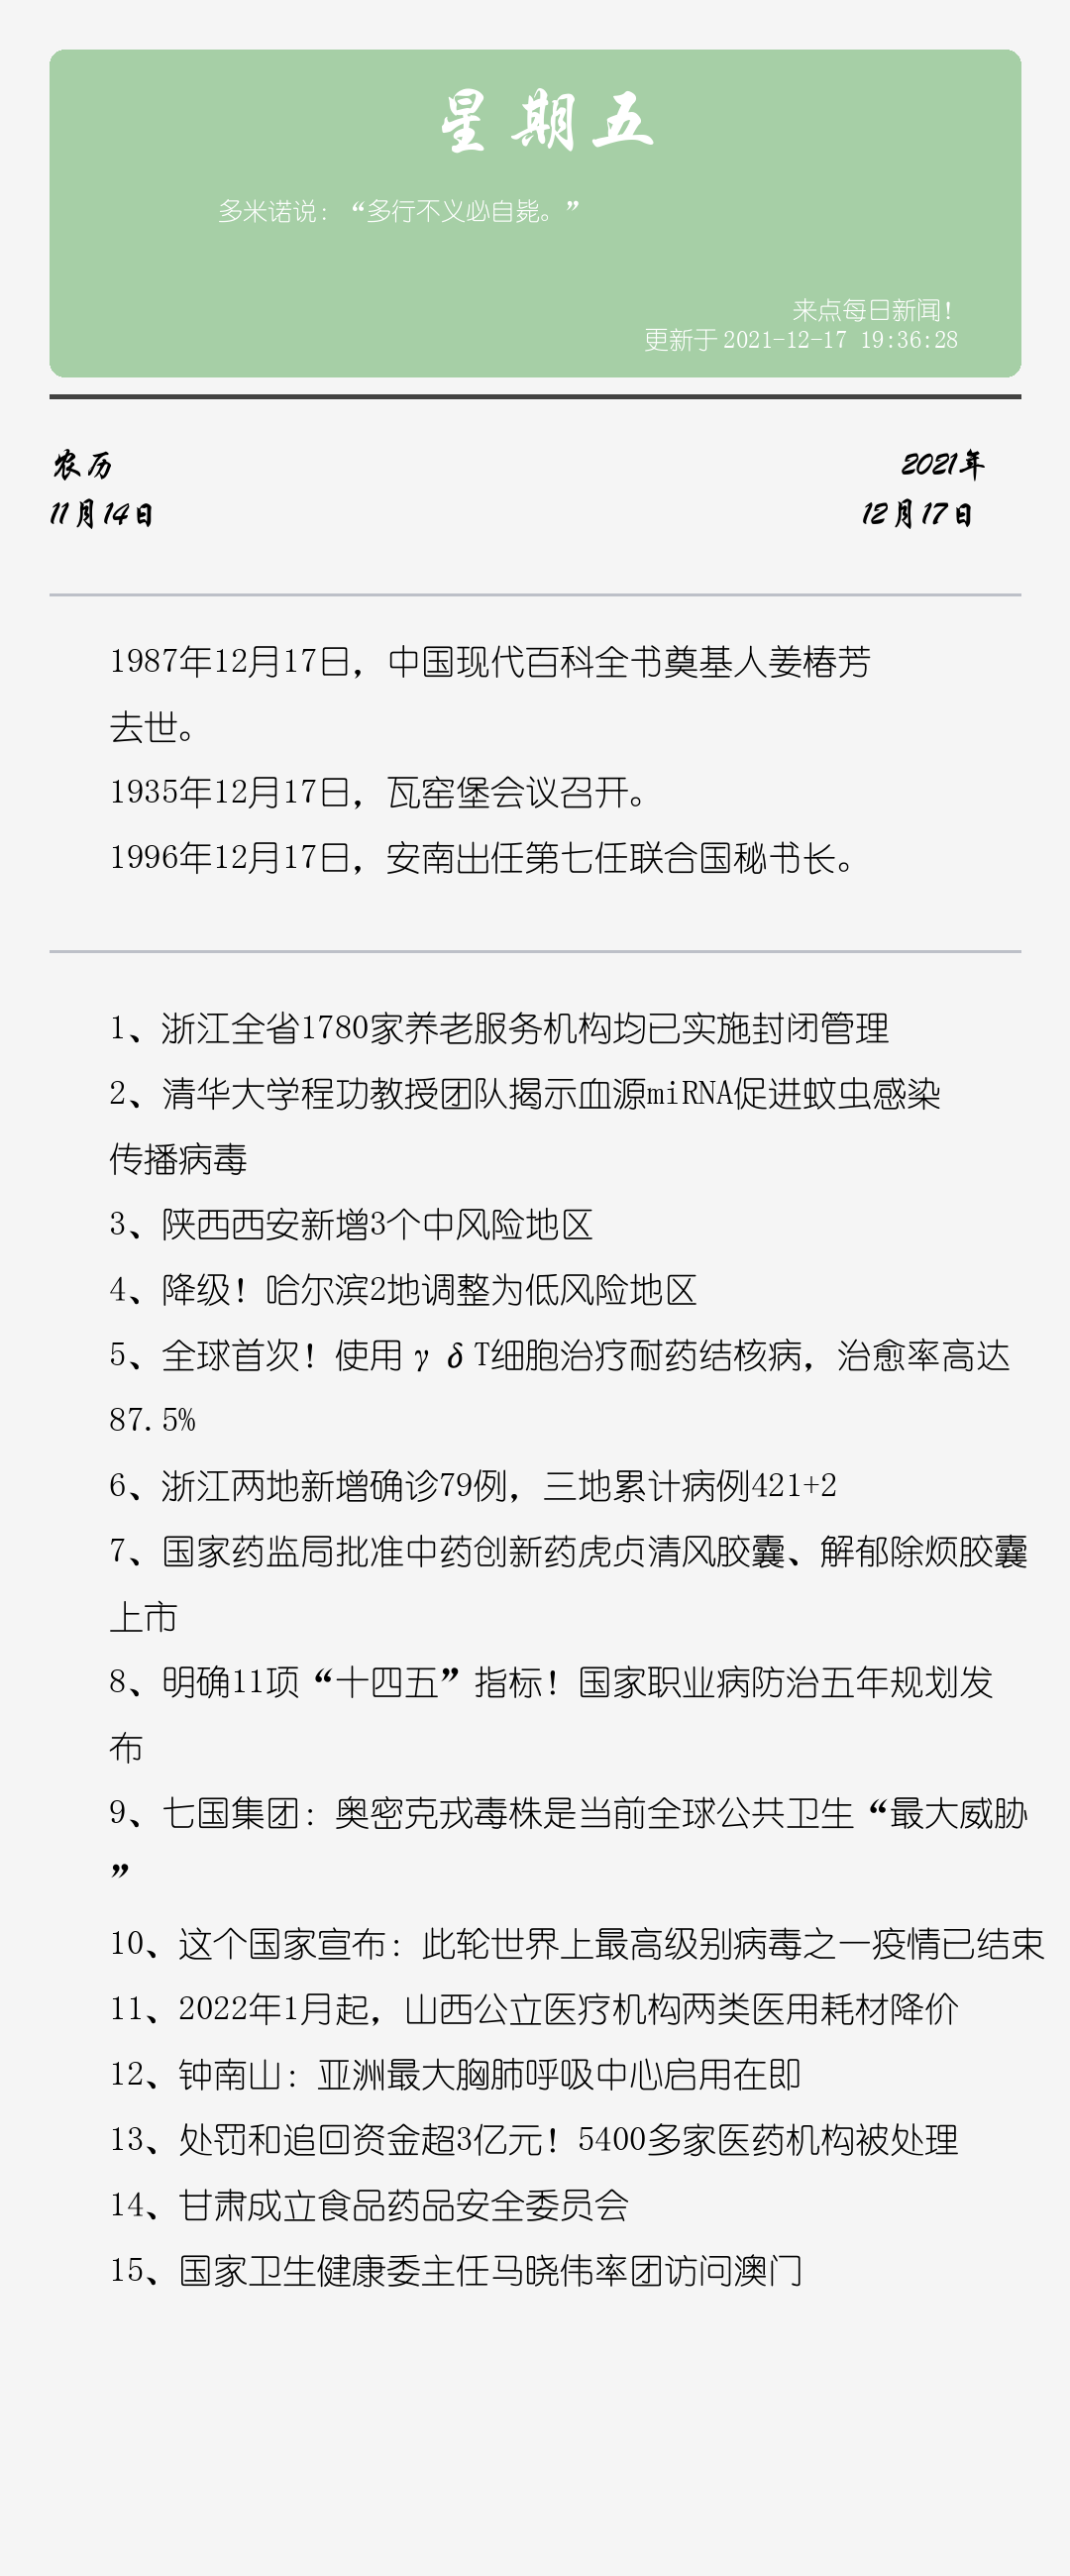 星期五
多米诺说：“多行不义必自毙。”
来点每日新闻！
更新于2021-12-17 19:36:28
农历
2021年
11月14日
12月17日
1987年12月17日，中国现代百科全书奠基人姜椿芳
去世。
1935年12月17日，瓦窑堡会议召开。
1996年12月17日，安南出任第七任联合国秘书长。
1、浙江全省1780家养老服务机构均已实施封闭管理
2、清华大学程功教授团队揭示血源miRNA促进蚊虫感染
传播病毒
3、陕西西安新增3个中风险地区
4、降级！哈尔滨2地调整为低风险地区
5、全球首次！使用γδT细胞治疗耐药结核病，治愈率高达
87.5%
6、浙江两地新增确诊79例，三地累计病例421+2
7、国家药监局批准中药创新药虎贞清风胶囊、解郁除烦胶囊
上市
8、明确11项“十四五”指标！国家职业病防治五年规划发
布
9、七国集团：奥密克戎毒株是当前全球公共卫生“最大威胁
”
10、这个国家宣布：此轮世界上最高级别病毒之一疫情已结束
11、2022年1月起，山西公立医疗机构两类医用耗材降价
12、钟南山：亚洲最大胸肺呼吸中心启用在即
13、处罚和追回资金超3亿元！5400多家医药机构被处理
14、甘肃成立食品药品安全委员会
15、国家卫生健康委主任马晓伟率团访问澳门